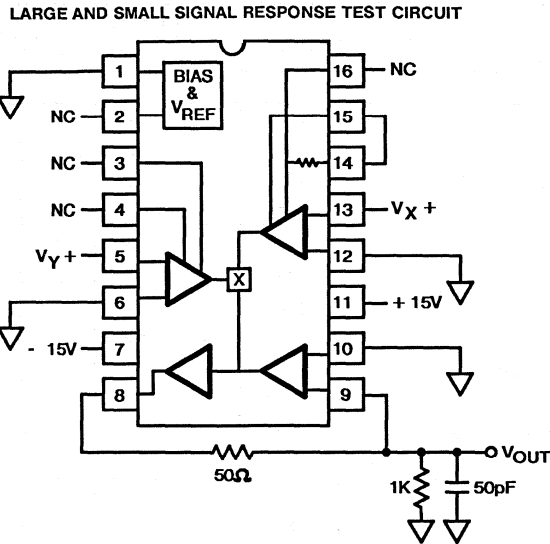 LARGE AND SMALL SIGNAL RESPONSE TEST CIRCUIT
1
BIAS
&
VREF
16
NC
NC
2
15
NC
3
14
NC
4
13
VX +
VY +
5
12
X
6
11
+ 15V
- 15V
7
10
8
9
50Ω
VOUT
1K
50pF